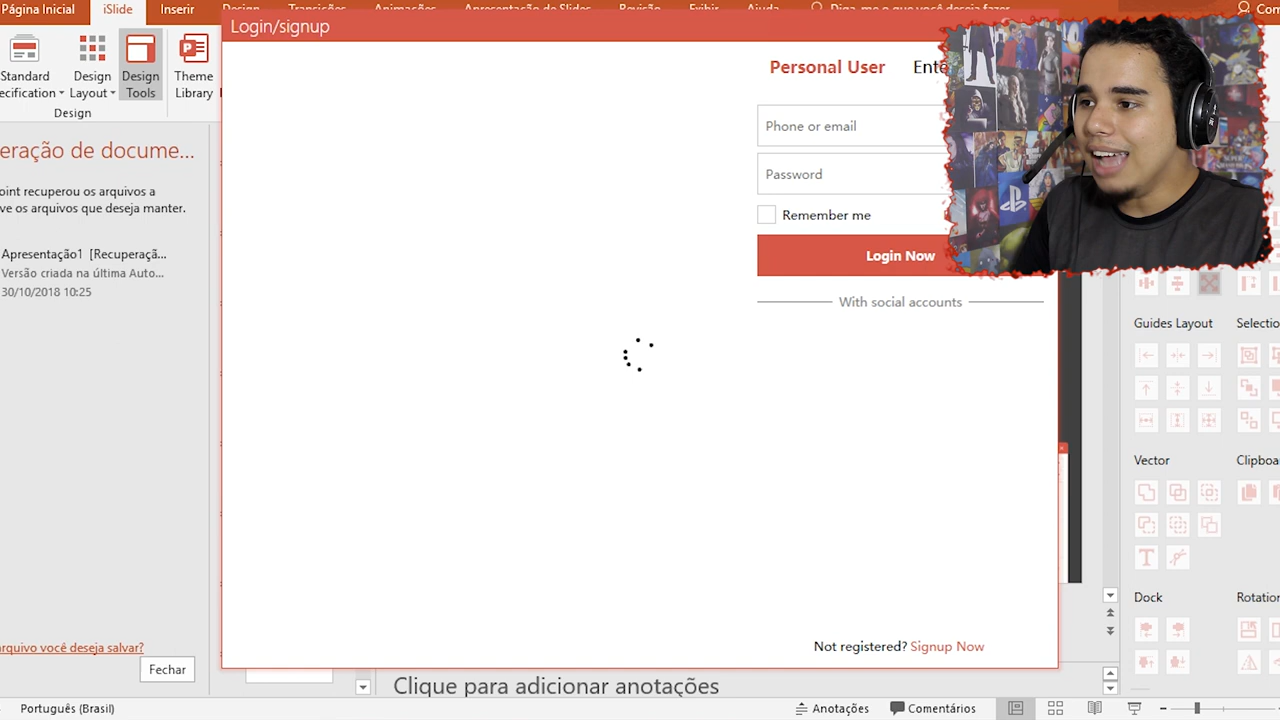 Página Inicial
iSlide
Inserir
Login/signup
Standard
Design
Layout
Design
Tools
Theme
Library
Design
Personal User
Phone or email
Password
Remember me
Login Now
With social accounts
Not registered? Signup Now
eração de docume...
oint recuperou os arquivos a
ve os arquivos que deseja manter.
Apresentação1 [Recuperaçã...
Versão criada na última Auto...
30/10/2018 10:25
arquivo você deseja salvar?
Fechar
Guides Layout
Vector
Dock
Clique para adicionar anotações
Português (Brasil)
Anotações
Comentários